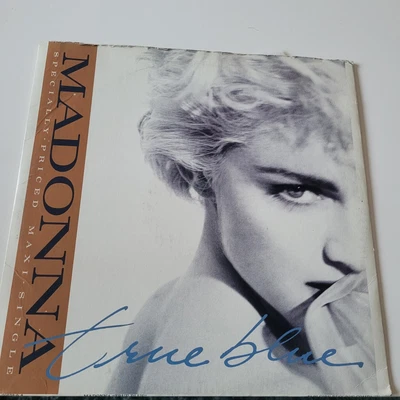 MADONNA
SPECIALLY-PRICED MAXI/SINGLE
true blue